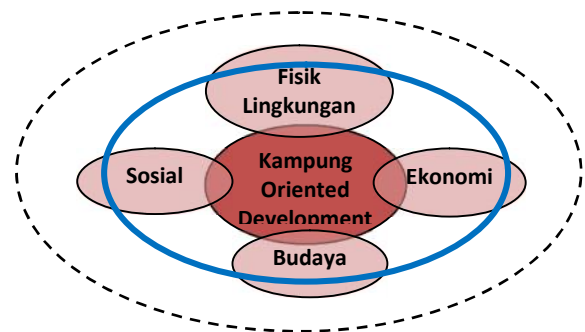 Fisik
Lingkungan
Sosial
Kampung
Oriented
Development
Ekonomi
Budaya